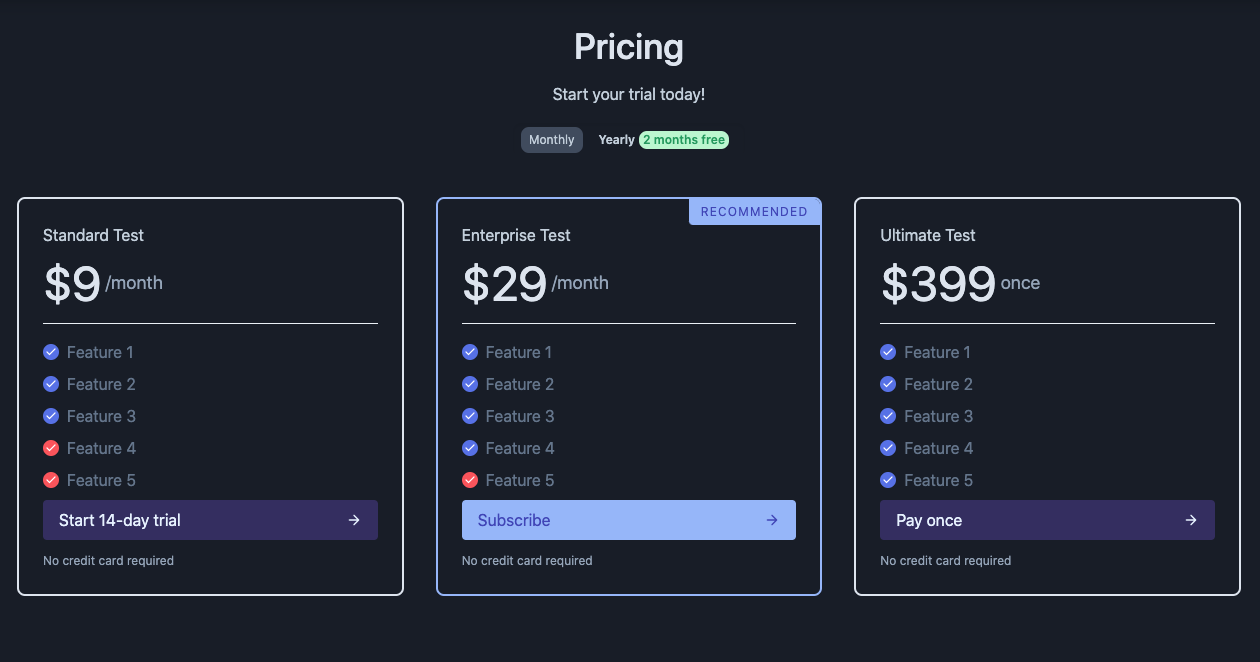 Pricing
Start your trial today!
Monthly Yearly 2 months free
Standard Test
$9 /month
Feature 1
Feature 2
Feature 3
Feature 4
Feature 5
Start 14-day trial
No credit card required
RECOMMENDED
Enterprise Test
$29 /month
Feature 1
Feature 2
Feature 3
Feature 4
Feature 5
Subscribe
No credit card required
Ultimate Test
$399 once
Feature 1
Feature 2
Feature 3
Feature 4
Feature 5
Pay once
No credit card required